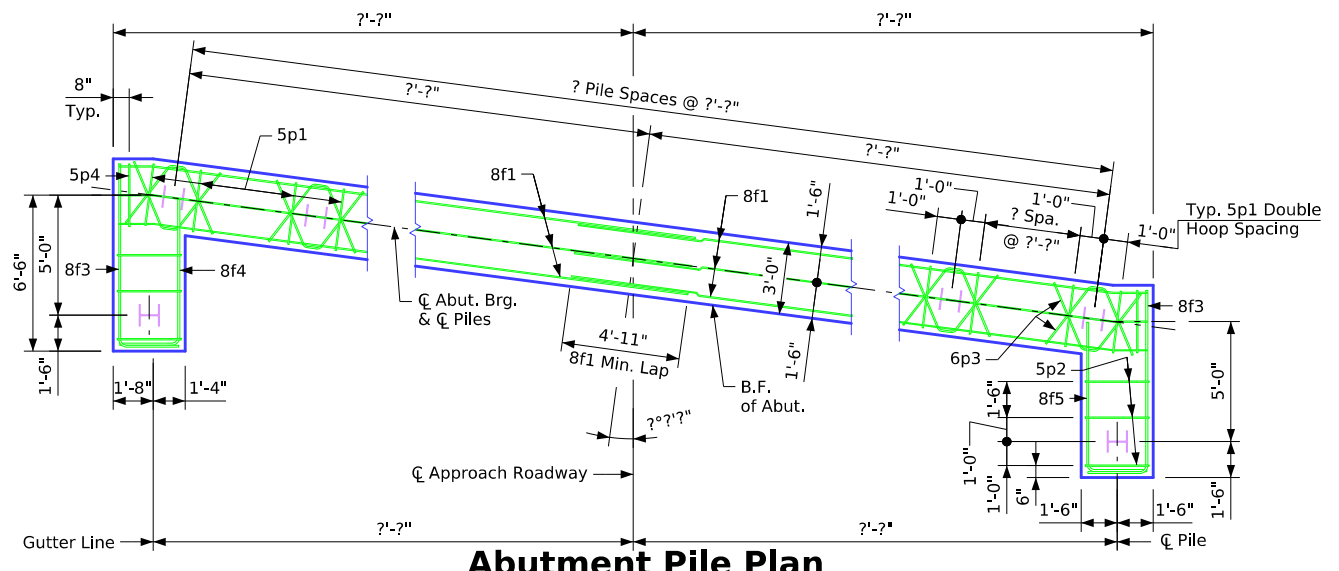 ?'-?"
?'-?"
8"
Typ.
? Pile Spaces @ ?'-?"
?'-?"
?'-?"
5p1
5p4
8f1
8f1
1'-6"
1'-0"
1'-0"
1'-0"
1'-0"
? Spa.
@ ?'-?"
Typ. 5p1 Double
Hoop Spacing
6'-6"
5'-0"
8f3
8f4
3'-0"
8f3
℄ Abut. Brg.
& ℄ Piles
4'-11"
8f1 Min. Lap
1'-6"
6p3
5p2
8f5
1'-6"
5'-0"
1'-6"
1'-8"
1'-4"
B.F.
of Abut.
?°?'?"
℄ Approach Roadway
1'-0"
1'-0"
6"
1'-6"
1'-6"
1'-6"
Gutter Line
?'-?"
?'-?"
℄ Pile
Abutment Pile Plan